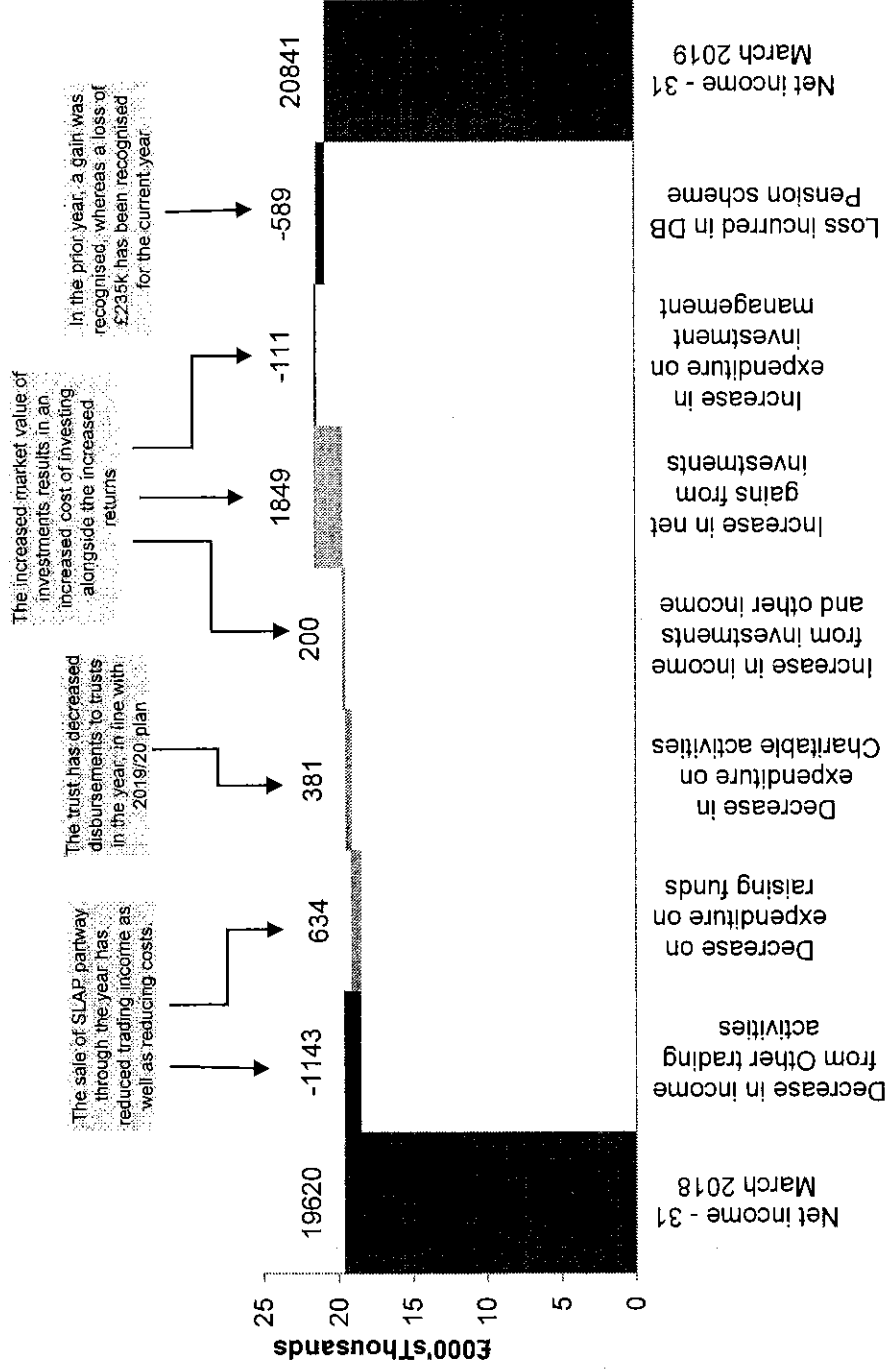 The sale of SLAP partway
through the year has
reduced trading income as
well as reducing costs.
The trust has decreased
disbursements to trusts
in the year, in line with
2019/20 plan
The increased market value of
investments results in an
increased cost of investing
alongside the increased
returns
In the prior year, a gain was
recognised, whereas a loss of
£235k has been recognised
for the current year
19620
-1143
634
381
200
1849
-111
-589
20841
£000'sThousands
25
20
15
10
5
0
Net income - 31
March 2018
Decrease in income
from Other trading
activities
Decrease on
expenditure on
raising funds
Decrease in
expenditure on
Charitable activities
Increase in income
from investments
and other income
Increase in net
gains from
investments
Increase in
expenditure on
investment
management
Loss incurred in DB
Pension scheme
Net income - 31
March 2019